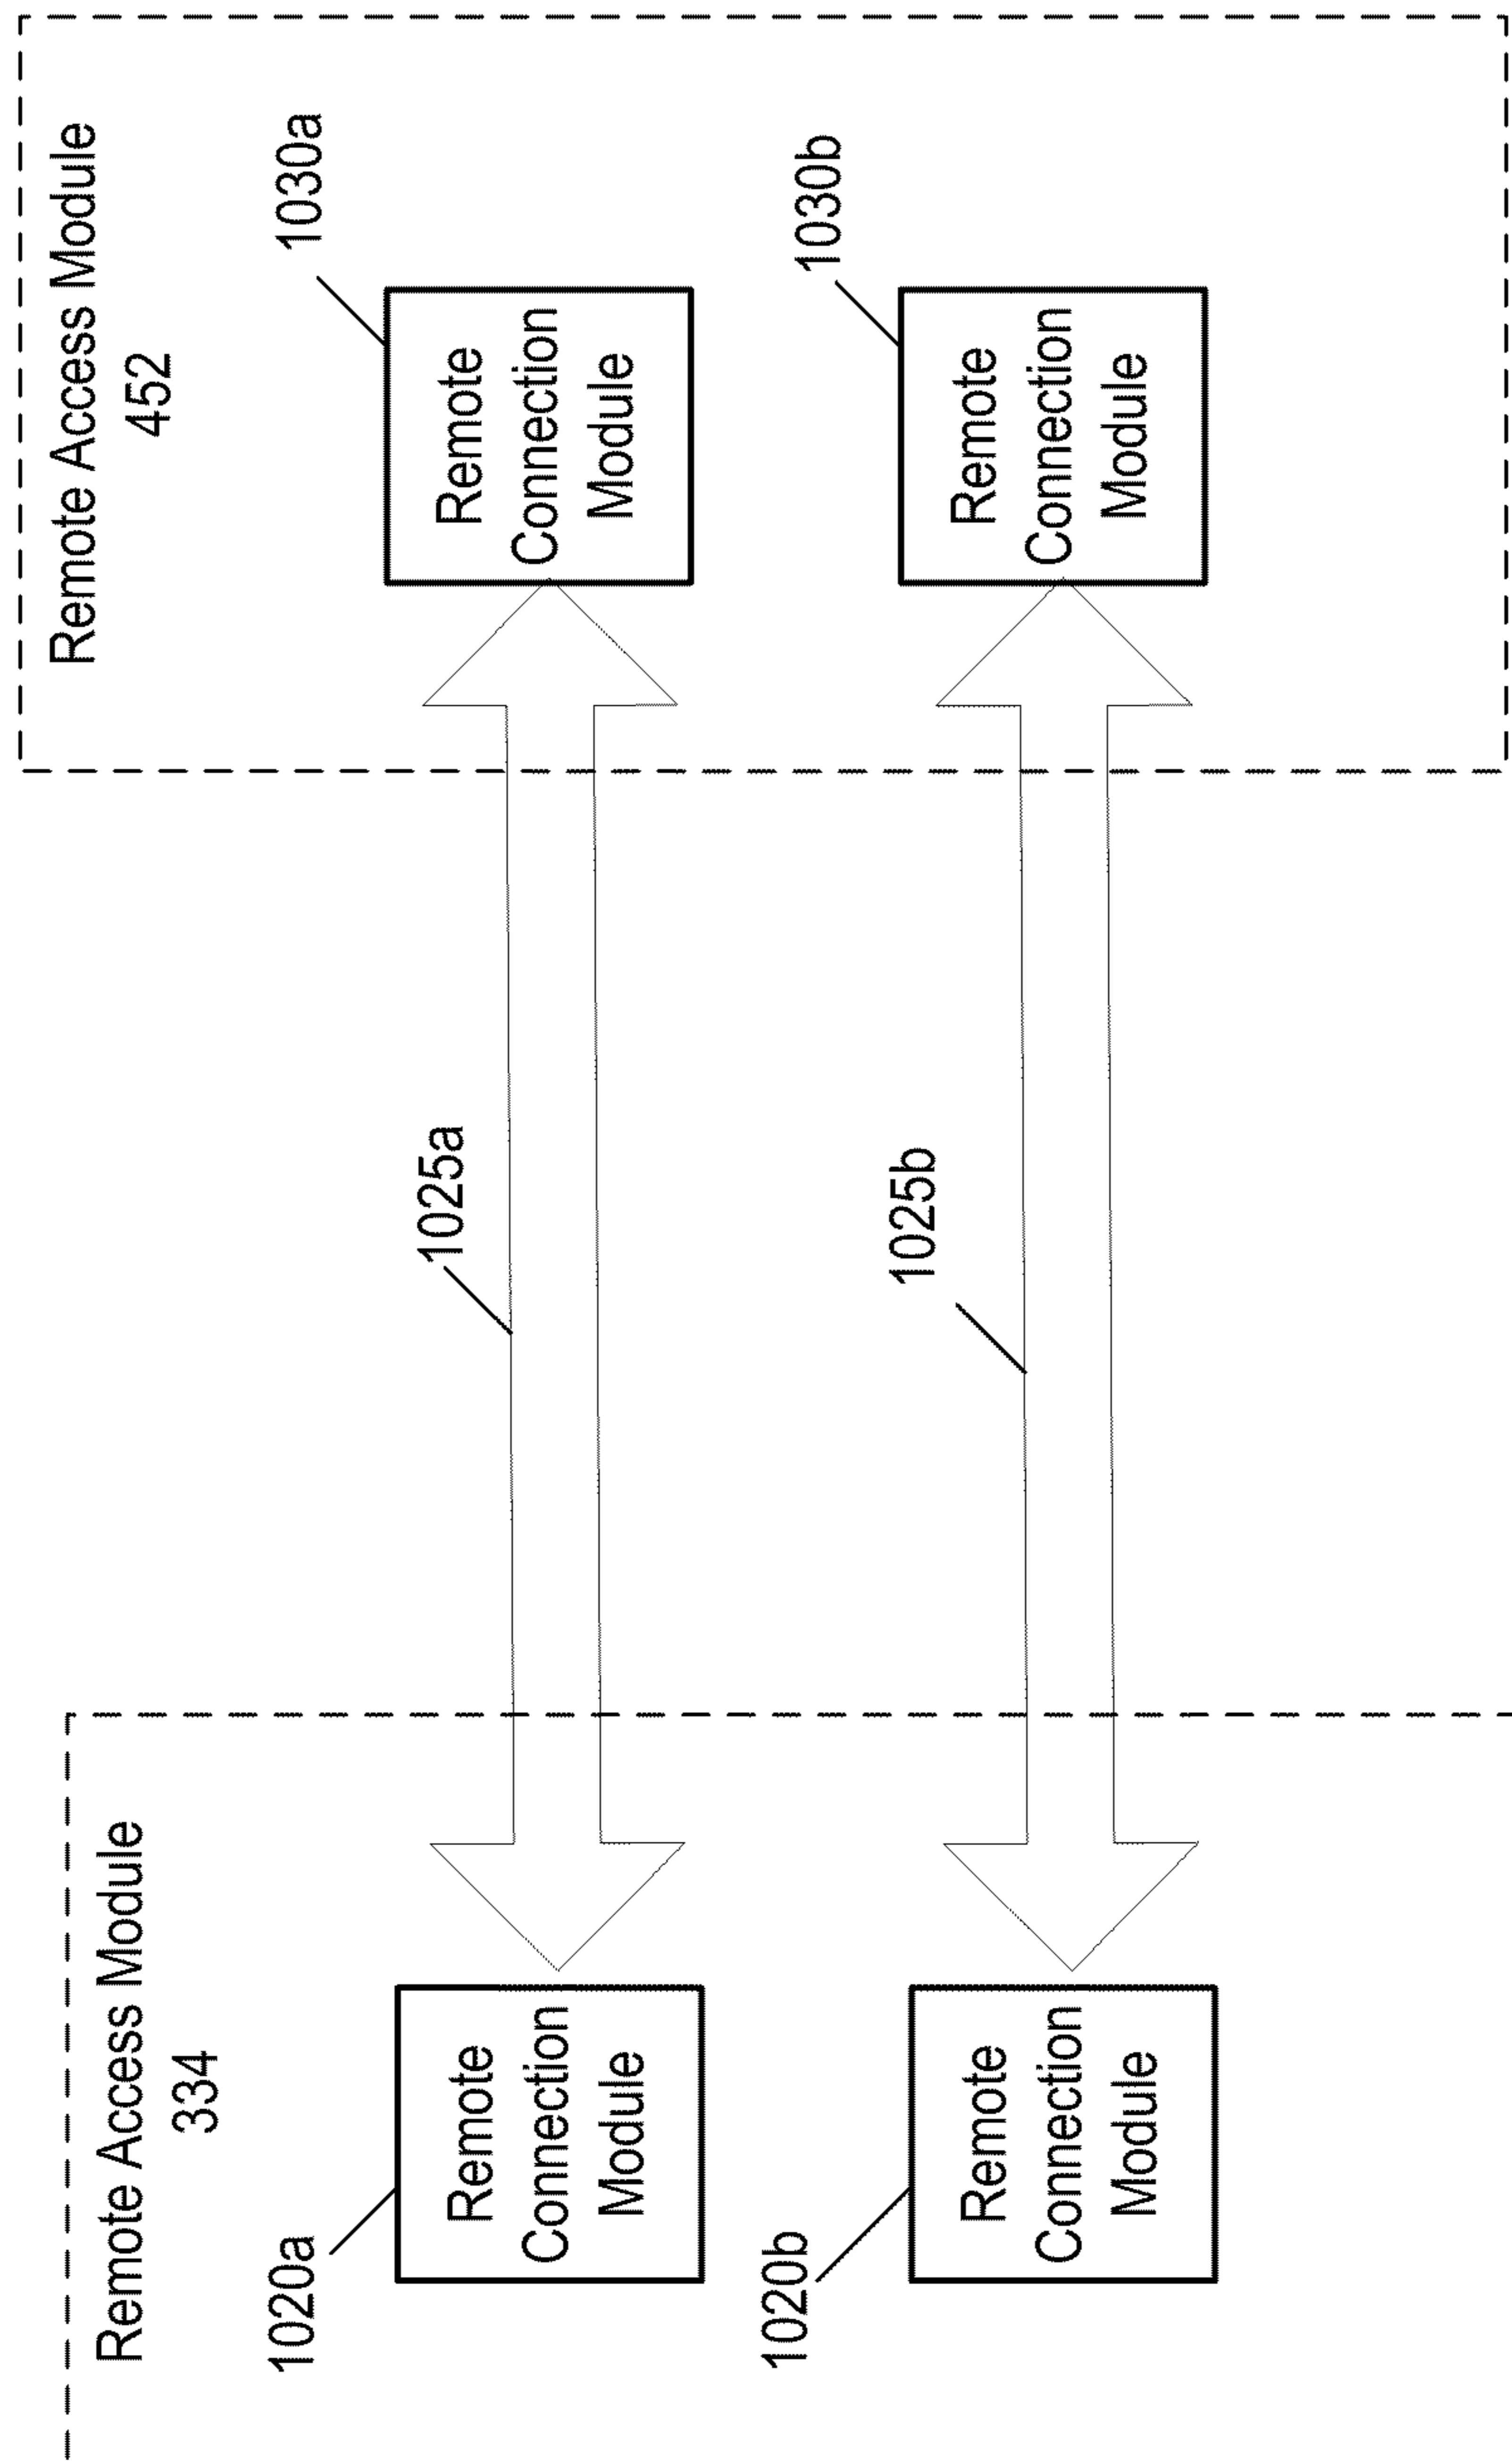 Remote Access Module
334
1020a
Remote
Connection
Module
1020b
Remote
Connection
Module
1025a
1025b
Remote Access Module
452
1030a
Remote
Connection
Module
1030b
Remote
Connection
Module